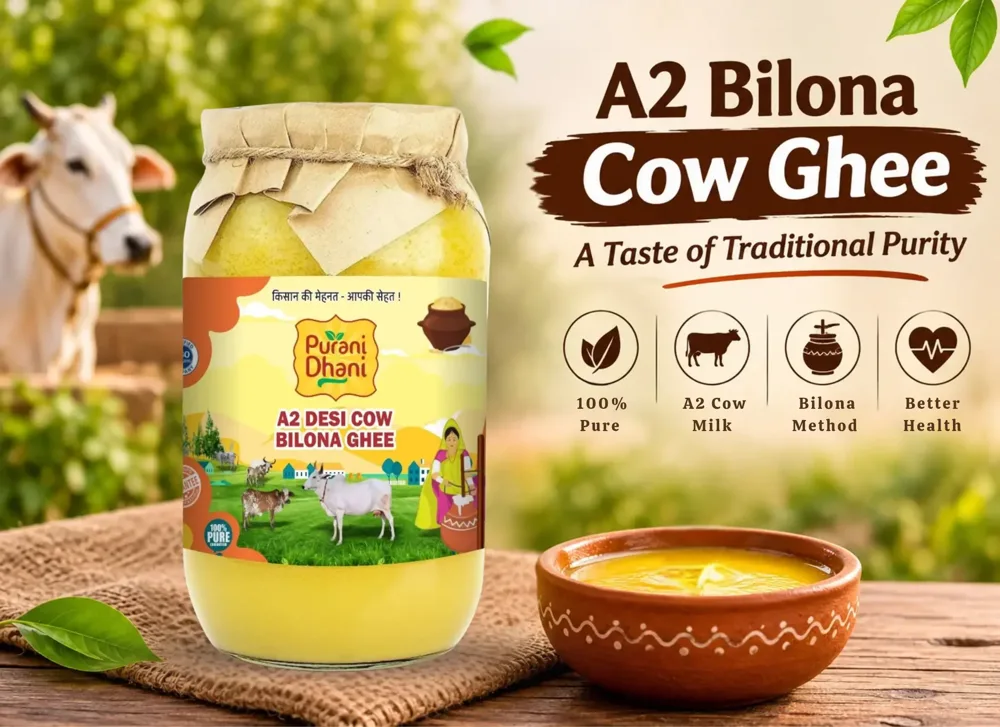 A2 Bilona
Cow Ghee
A Taste of Traditional Purity
100%
Pure
A2 Cow
Milk
Bilona
Method
Better
Health
किसान की मेहनत - आपकी सेहत !
Purani
Dhani
A2 DESI COW
BILONA GHEE
100%
PURE